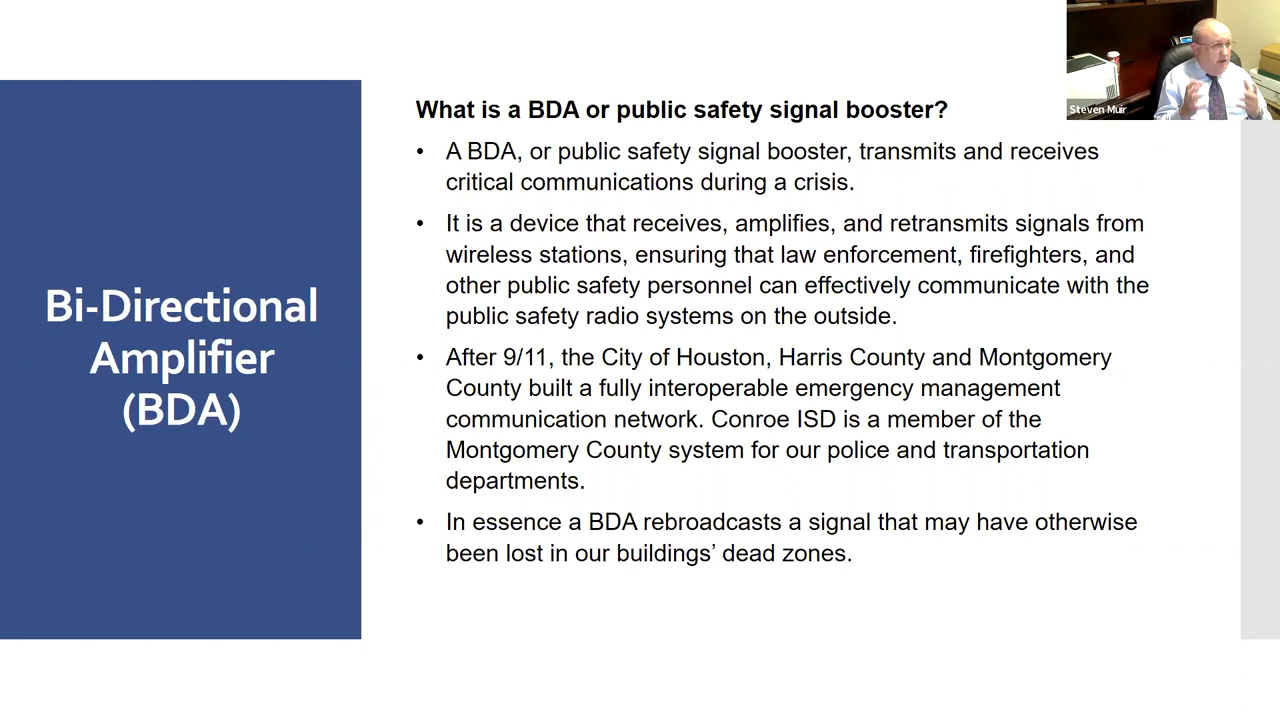 Bi-Directional
Amplifier
(BDA)
What is a BDA or public safety signal booster?
• A BDA, or public safety signal booster, transmits and receives
critical communications during a crisis.
• It is a device that receives, amplifies, and retransmits signals from
wireless stations, ensuring that law enforcement, firefighters, and
other public safety personnel can effectively communicate with the
public safety radio systems on the outside.
• After 9/11, the City of Houston, Harris County and Montgomery
County built a fully interoperable emergency management
communication network. Conroe ISD is a member of the
Montgomery County system for our police and transportation
departments.
• In essence a BDA rebroadcasts a signal that may have otherwise
been lost in our buildings’ dead zones.
Steven Muir